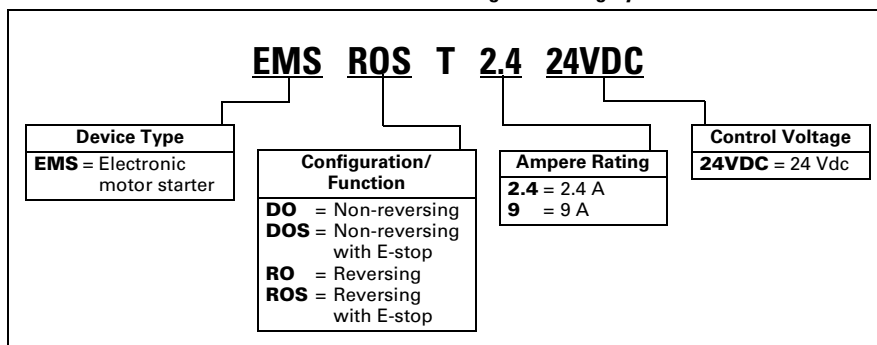 EMS ROS T 2.4 24VDC
Device Type
EMS = Electronic
motor starter
Configuration/
Function
DO = Non-reversing
DOS = Non-reversing
with E-stop
RO = Reversing
ROS = Reversing
with E-stop
Ampere Rating
2.4 = 2.4 A
9 = 9 A
Control Voltage
24VDC = 24 Vdc